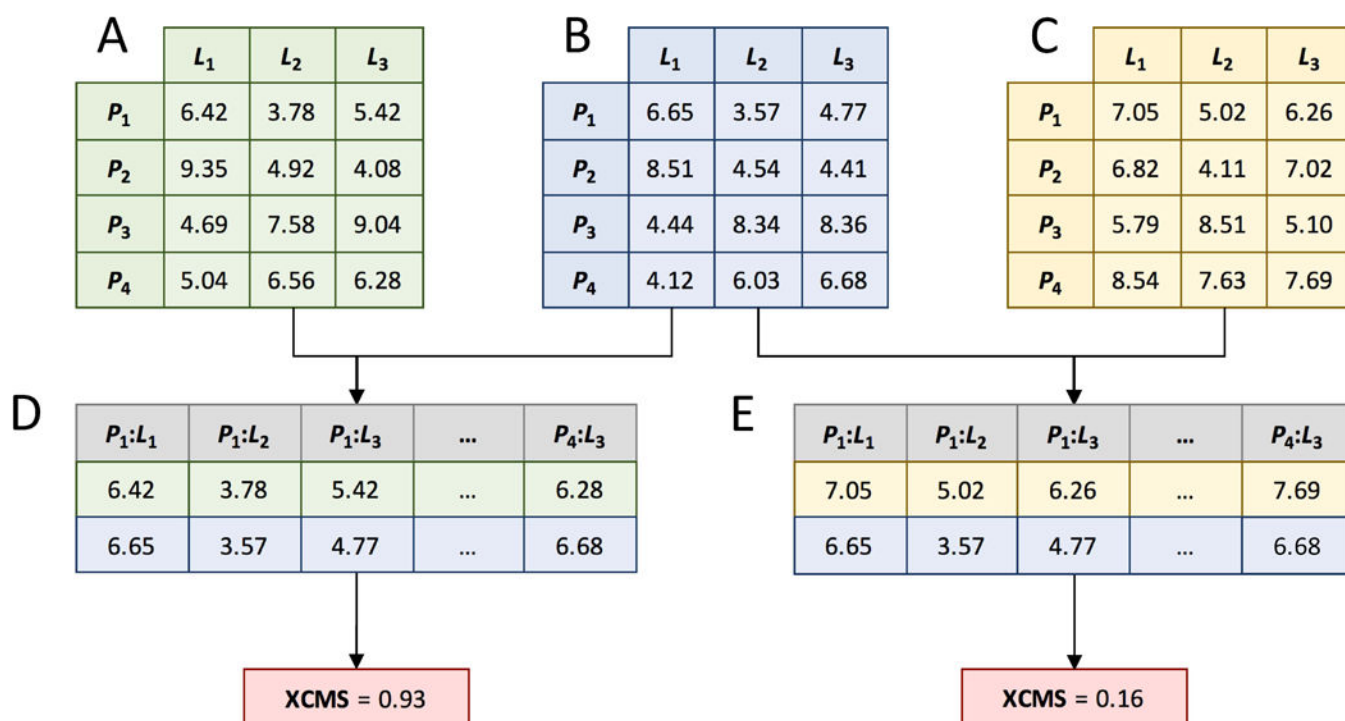 A B C
L1 L2 L3 L1 L2 L3 L1 L2 L3
P1 6.42 3.78 5.42 P1 6.65 3.57 4.77 P1 7.05 5.02 6.26
P2 9.35 4.92 4.08 P2 8.51 4.54 4.41 P2 6.82 4.11 7.02
P3 4.69 7.58 9.04 P3 4.44 8.34 8.36 P3 5.79 8.51 5.10
P4 5.04 6.56 6.28 P4 4.12 6.03 6.68 P4 8.54 7.63 7.69
D E
P1:L1 P1:L2 P1:L3 ... P4:L3 P1:L1 P1:L2 P1:L3 ... P4:L3
6.42 3.78 5.42 ... 6.28 7.05 5.02 6.26 ... 7.69
6.65 3.57 4.77 ... 6.68 6.65 3.57 4.77 ... 6.68
XCMS = 0.93 XCMS = 0.16